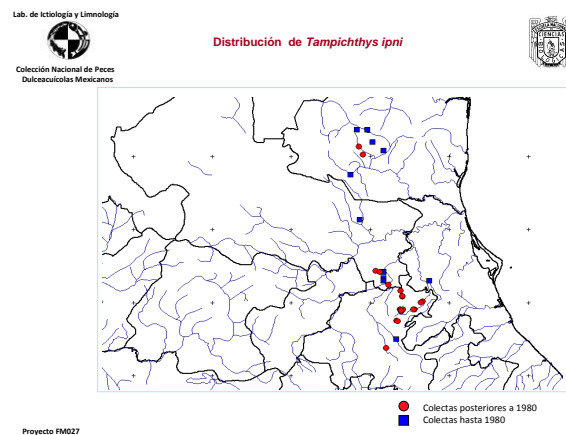 Lab. de Ictiología y Limnología
Distribución de Tampichthys ipni
Colección Nacional de Peces
Dulceacuícolas Mexicanos
Colectas posteriores a 1980
Colectas hasta 1980
Proyecto FM027